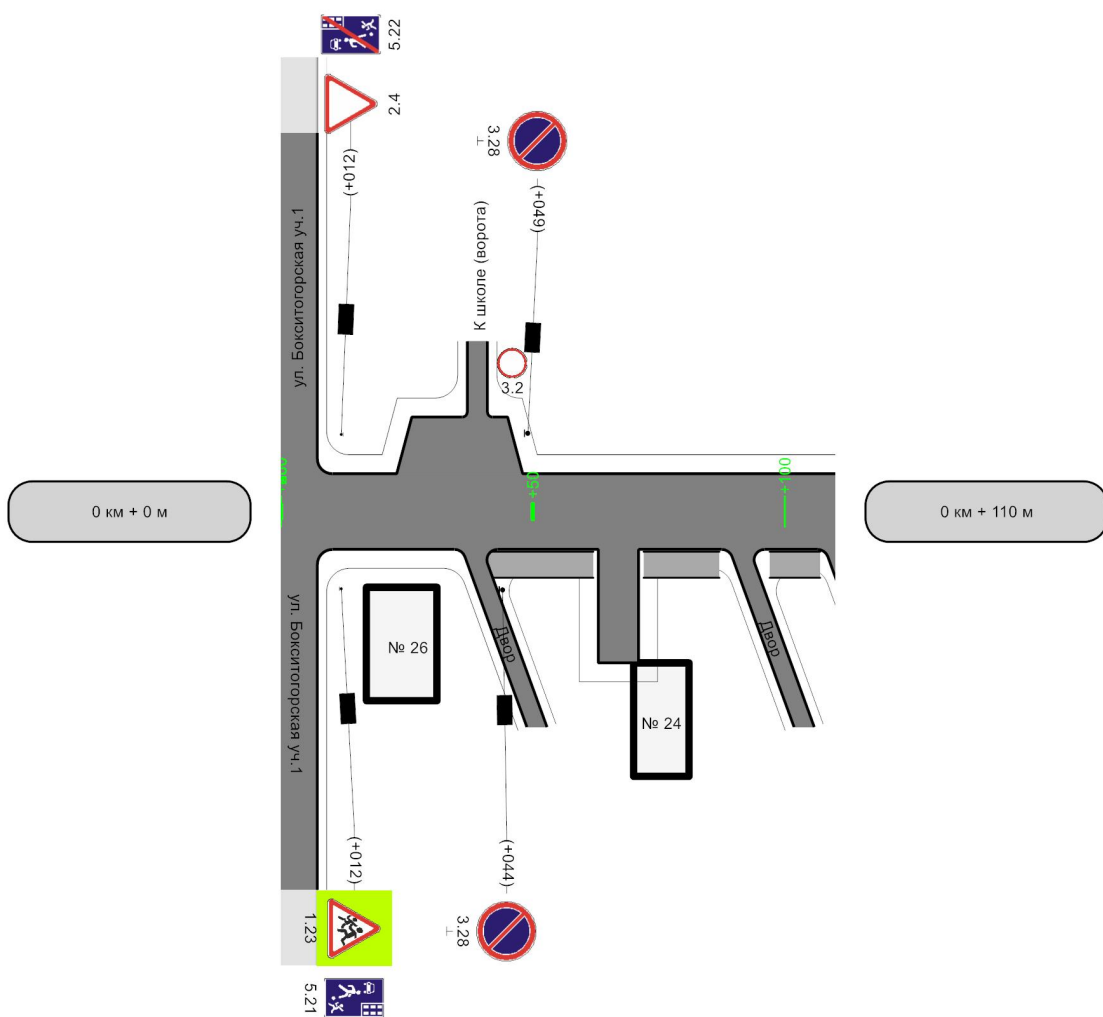 5.22
2.4
3.28
(+012)
(+049)
ул. Бокситогорская уч.1
К школе (ворота)
3.2
+50
+100
0 км + 0 м
0 км + 110 м
ул. Бокситогорская уч.1
№ 26
Двор
№ 24
Двор
(+012)
(+044)
1.23
3.28
5.21